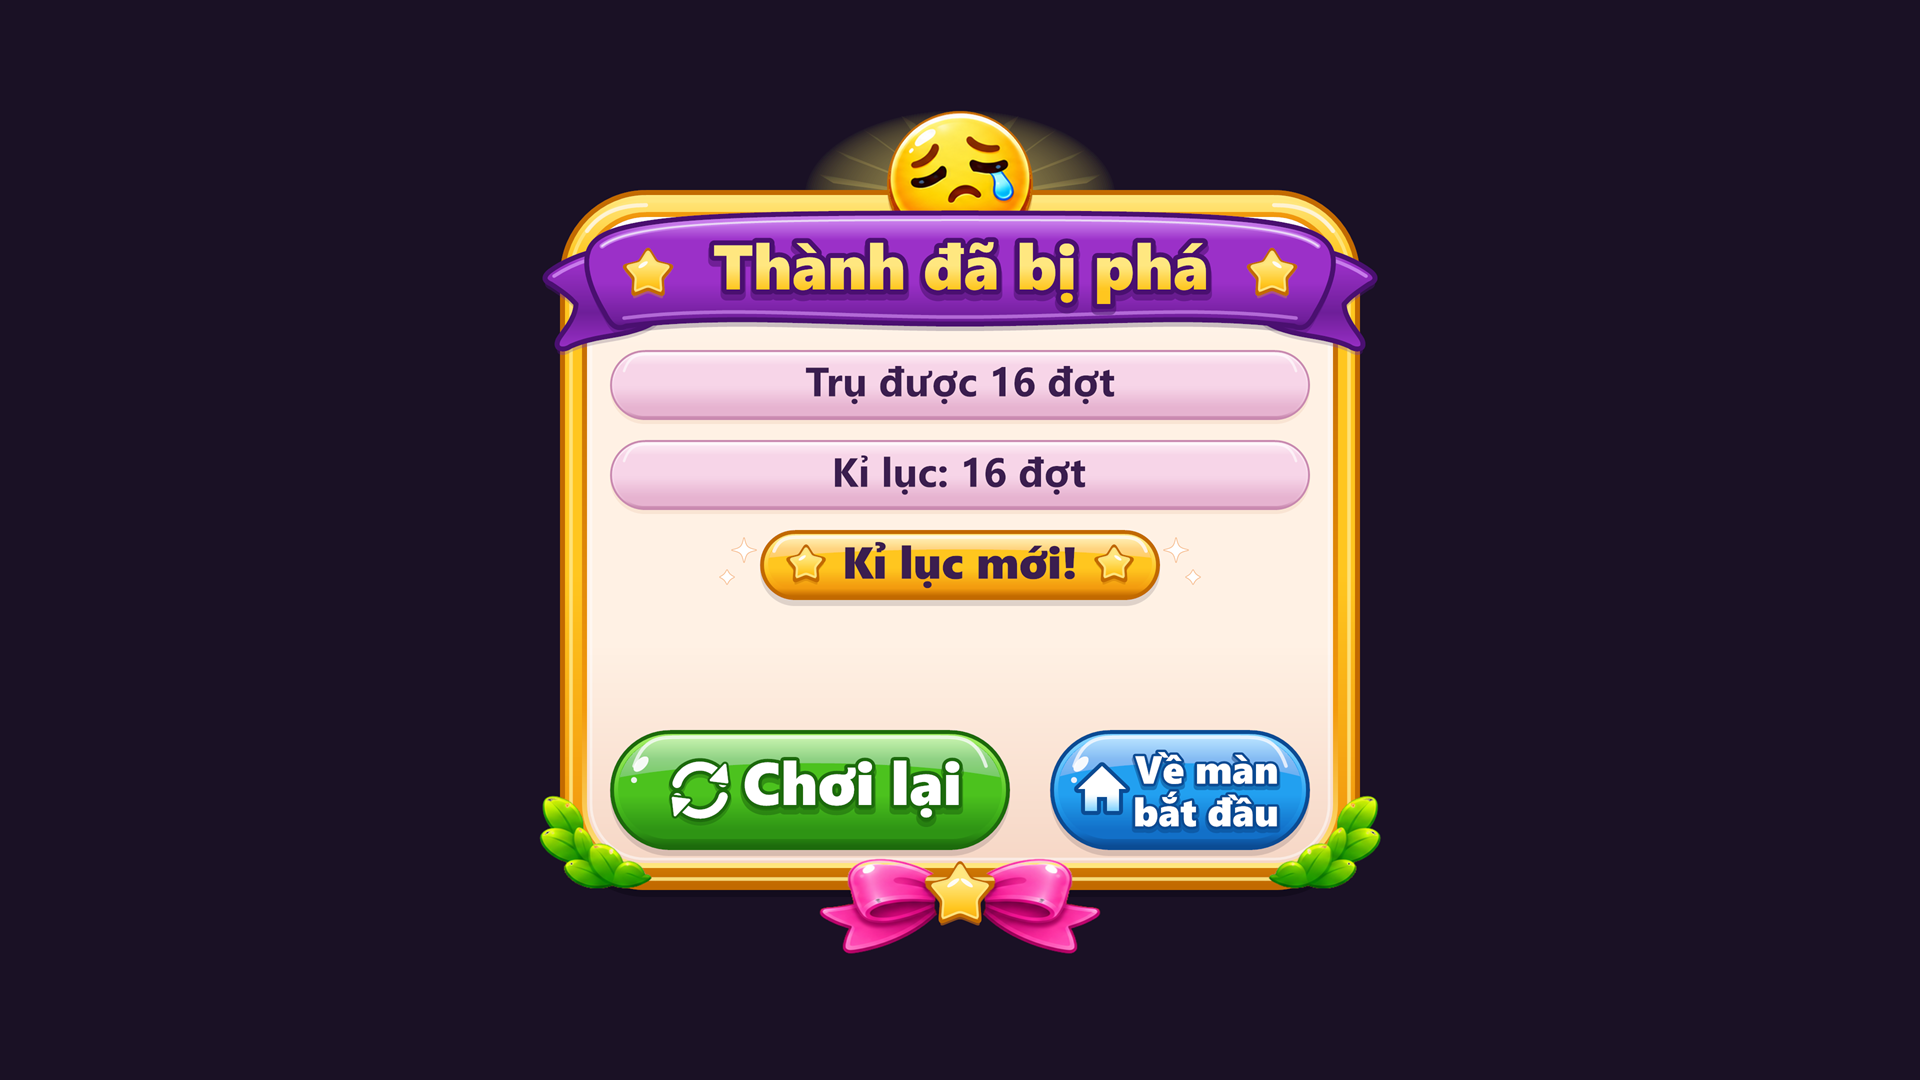 Thành đã bị phá
Trụ được 16 đợt
Kỉ lục: 16 đợt
Kỉ lục mới!
Chơi lại
Về màn
bắt đầu